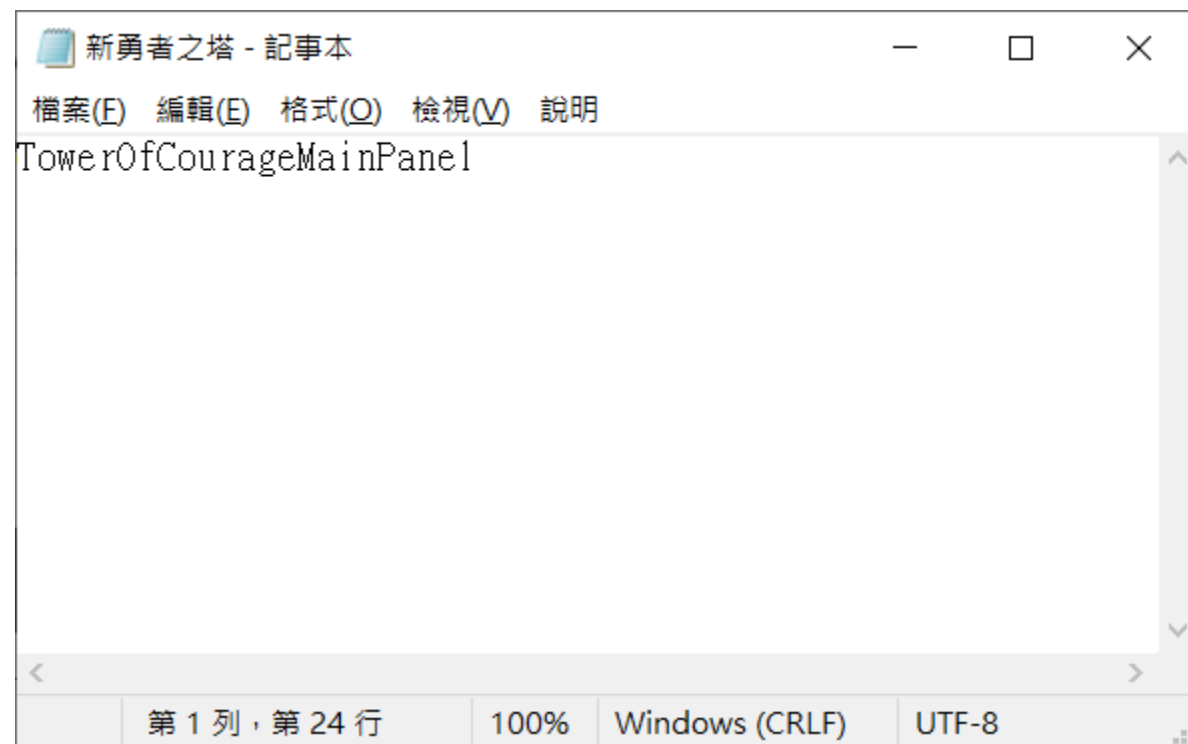 新勇者之塔 - 記事本
檔案(F) 編輯(E) 格式(O) 檢視(V) 說明
TowerOfCourageMainPanel
第 1 列，第 24 行 100% Windows (CRLF) UTF-8